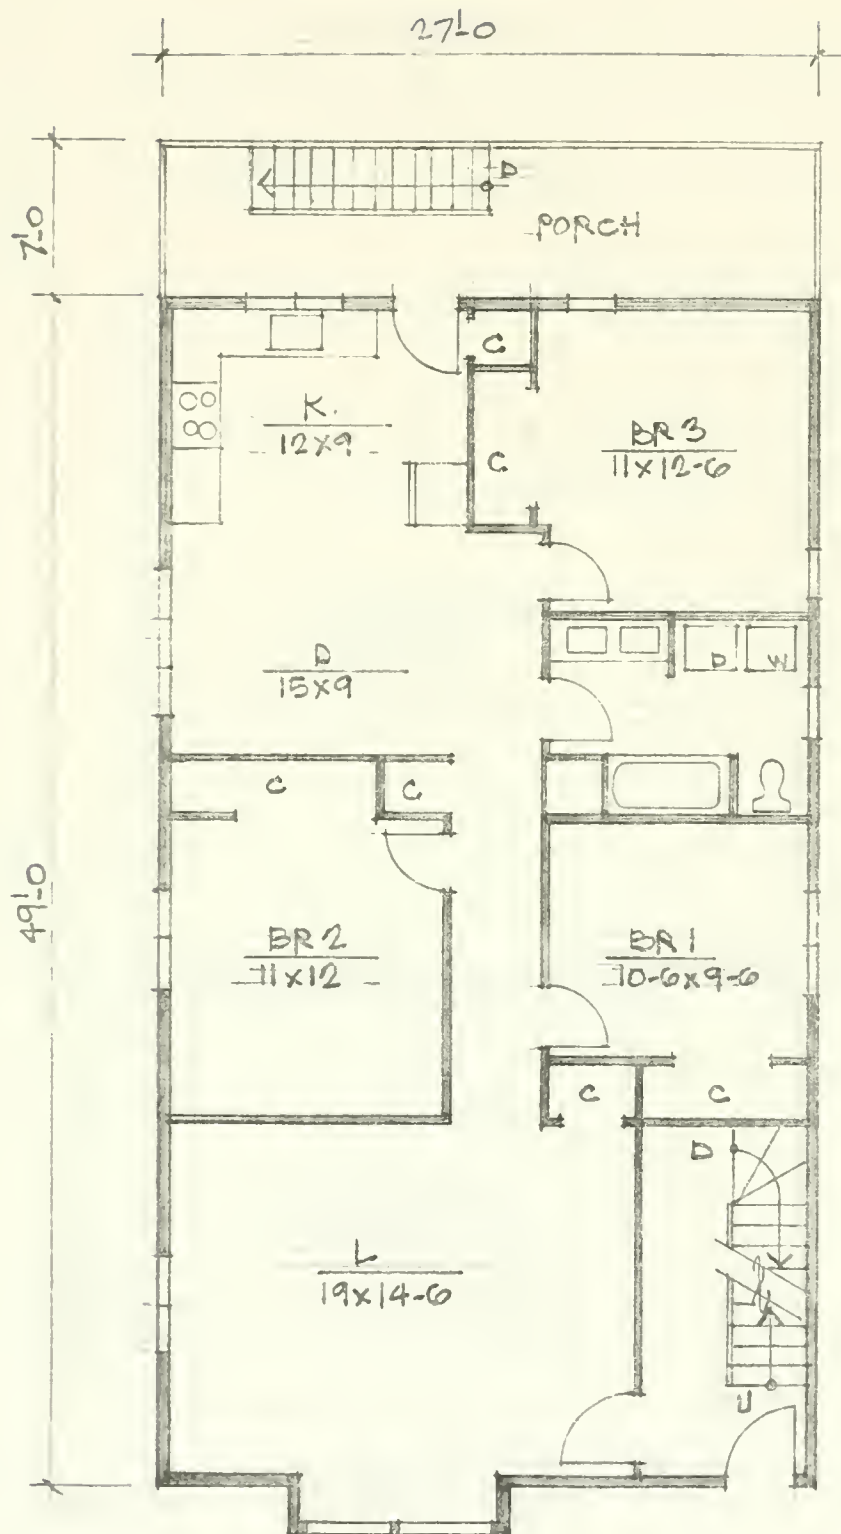 27'-0
7'-0
D
PORCH
C
K.
12x9
C
BR 3
11x12-6
D
15x9
D W
C C
49'-0
BR 2
11x12
BR 1
10-6x9-6
C C
D
L
19x14-6
U